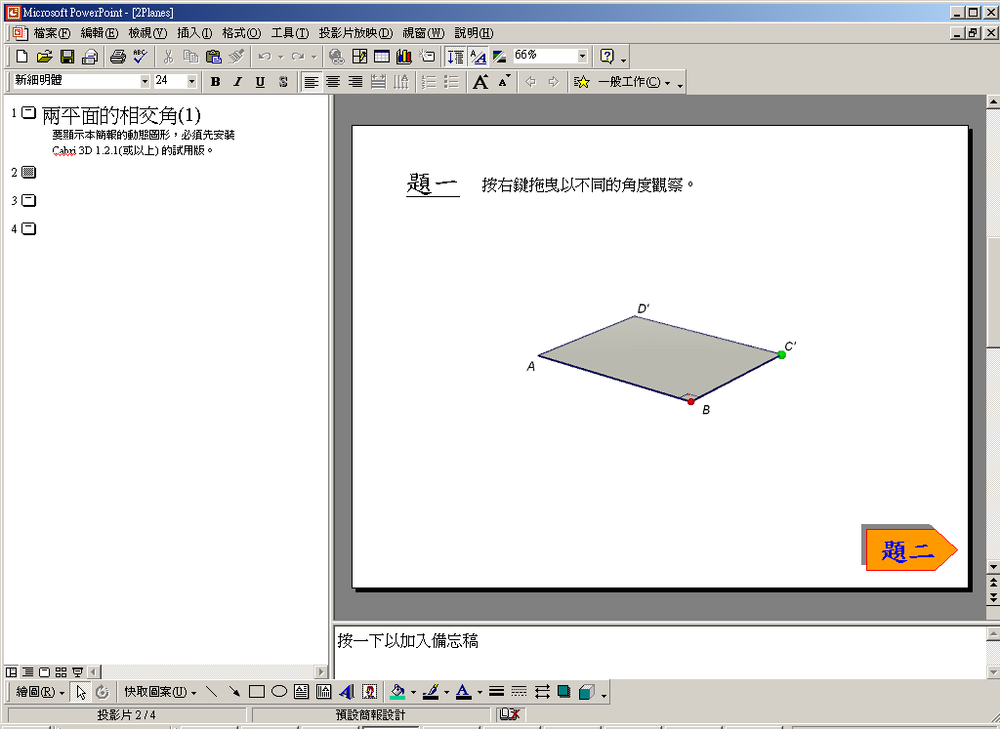 Microsoft PowerPoint - [2Planes]
檔案(F) 編輯(E) 檢視(V) 插入(I) 格式(O) 工具(T) 投影片放映(D) 視窗(W) 說明(H)
66%
新細明體 24 B I U S A A 一般工作(C)
1 兩平面的相交角(1)
要顯示本簡報的動態圖形，必須先安裝
Cabri 3D 1.2.1(或以上) 的試用版。
2
3
4
題一 按右鍵拖曳以不同的角度觀察。
D'
C'
A
B
題二
按一下以加入備忘稿
繪圖(R) 快取圖案(U)
投影片 2 / 4 預設簡報設計